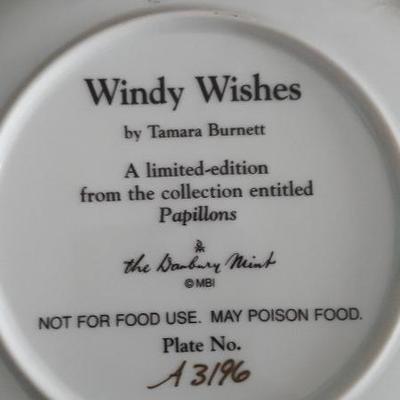 Windy Wishes
by Tamara Burnett
A limited-edition
from the collection entitled
Papillons
the Danbury Mint
© MBI
NOT FOR FOOD USE. MAY POISON FOOD.
Plate No.
A 3196